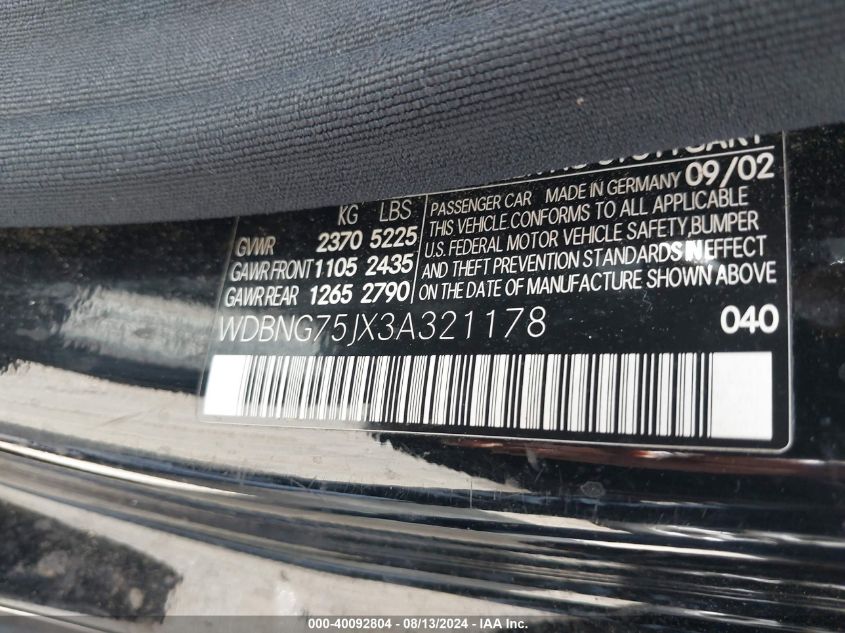 09/02
KG LBS
GVWR 2370 5225
GAWR FRONT 1105 2435
GAWR REAR 1265 2790
PASSENGER CAR MADE IN GERMANY
THIS VEHICLE CONFORMS TO ALL APPLICABLE
U.S. FEDERAL MOTOR VEHICLE SAFETY,BUMPER
AND THEFT PREVENTION STANDARDS IN EFFECT
ON THE DATE OF MANUFACTURE SHOWN ABOVE
WDBNG75JX3A321178 040
000-40092804 - 08/13/2024 - IAA Inc.